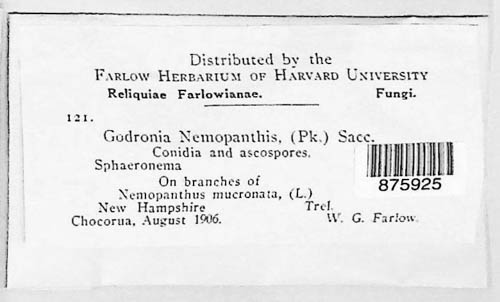 Distributed by the
FARLOW HERBARIUM OF HARVARD UNIVERSITY
Reliquiae Farlowianae. Fungi.
121.
Godronia Nemopanthis, (Pk.) Sacc.
Conidia and ascospores.
Sphaeronema
875925
On branches of
Nemopanthus mucronata, (L.)
New Hampshire Trel.
Chocorua, August 1906. W. G. Farlow.